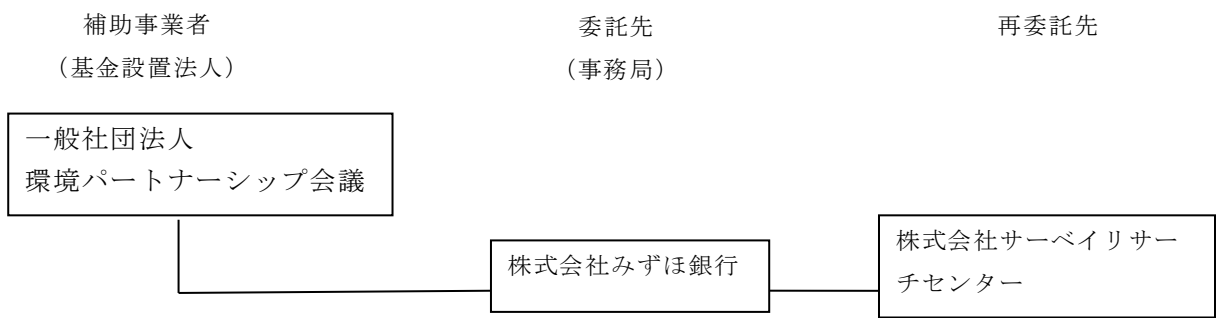 補助事業者
(基金設置法人)
委託先
(事務局)
再委託先
一般社団法人
環境パートナーシップ会議
株式会社みずほ銀行
株式会社サーベイリサー
チセンター